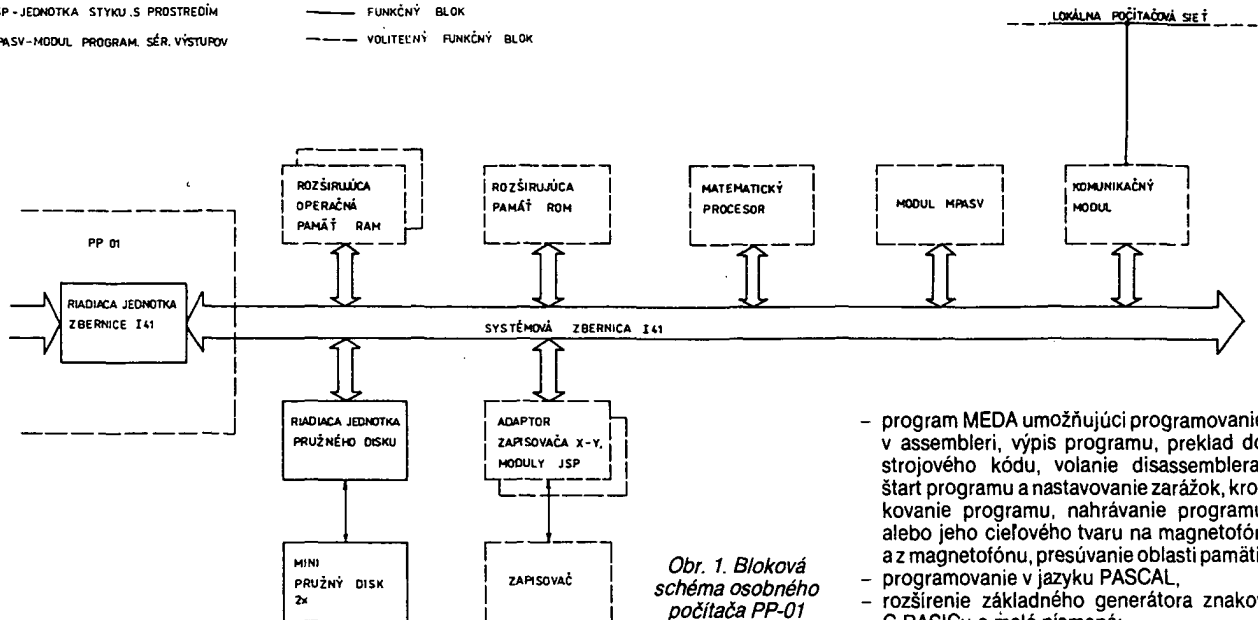 SP-JEDNOTKA STYKU S PROSTREDÍM
PASV-MODUL PROGRAM. SÉR. VÝSTUPOV
FUNKČNÝ BLOK
VOLITEĽNÝ FUNKČNÝ BLOK
LOKÁLNA POČÍTAČOVÁ SIEŤ
ROZŠIRUJÚCA
OPERAČNÁ
PAMÄŤ RAM
ROZŠIRUJÚCA
PAMÄŤ ROM
MATEMATICKÝ
PROCESOR
MODUL MPASV
KOMUNIKAČNÝ
MODUL
PP 01
RIADIACA JEDNOTKA
ZBERNICE I41
SYSTÉMOVÁ ZBERNICA I41
RIADIACA JEDNOTKA
PRUŽNÉHO DISKU
ADAPTOR
ZAPISOVAČA X-Y,
MODULY JSP
MINI
PRUŽNÝ DISK
2x
ZAPISOVAČ
Obr. 1. Bloková
schéma osobného
počítača PP-01
– program MEDA umožňujúci programovanie
v assembleri, výpis programu, preklad do
strojového kódu, volanie disassemblera,
štart programu a nastavovanie zarážok, kro-
kovanie programu, nahrávanie programu
alebo jeho cieľového tvaru na magnetofón
a z magnetofónu, presúvanie oblasti pamäti,
– programovanie v jazyku PASCAL,
– rozšírenie základného generátora znakov